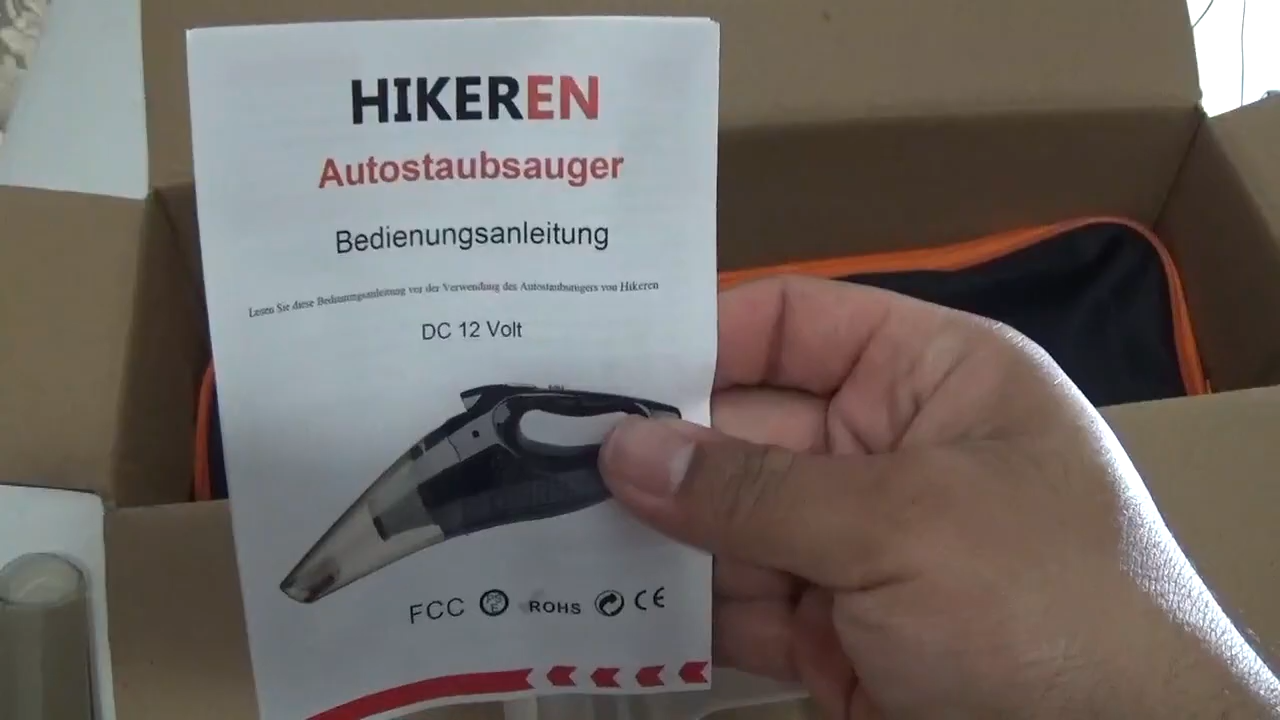 HIKEREN
Autostaubsauger
Bedienungsanleitung
Lesen Sie diese Bedienungsanleitung vor der Verwendung des Autostaubsaugers von Hikeren
DC 12 Volt
FCC PSE ROHS CE